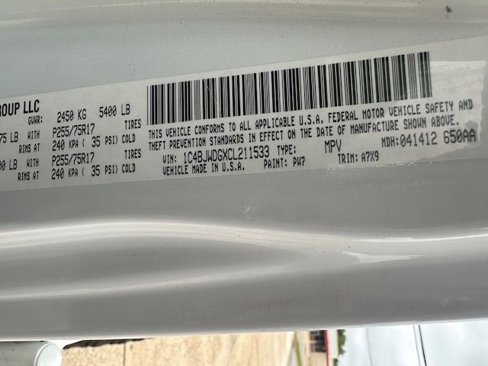 ROUP LLC
GVWR: 2450 KG 5400 LB
75 LB WITH P255/75R17 TIRES
RIMS AT 240 KPA ( 35 PSI) COLD
00 LB WITH P255/75R17 TIRES
RIMS AT 240 KPA ( 35 PSI) COLD
THIS VEHICLE CONFORMS TO ALL APPLICABLE U.S.A. FEDERAL MOTOR VEHICLE SAFETY AND
THEFT PREVENTION STANDARDS IN EFFECT ON THE DATE OF MANUFACTURE SHOWN ABOVE.
VIN: 1C4BJWDGXCL211533 TYPE: MPV MDH: 041412 650AA
VEHICLE MADE IN U.S.A. PAINT: PW7 TRIM: A7X9